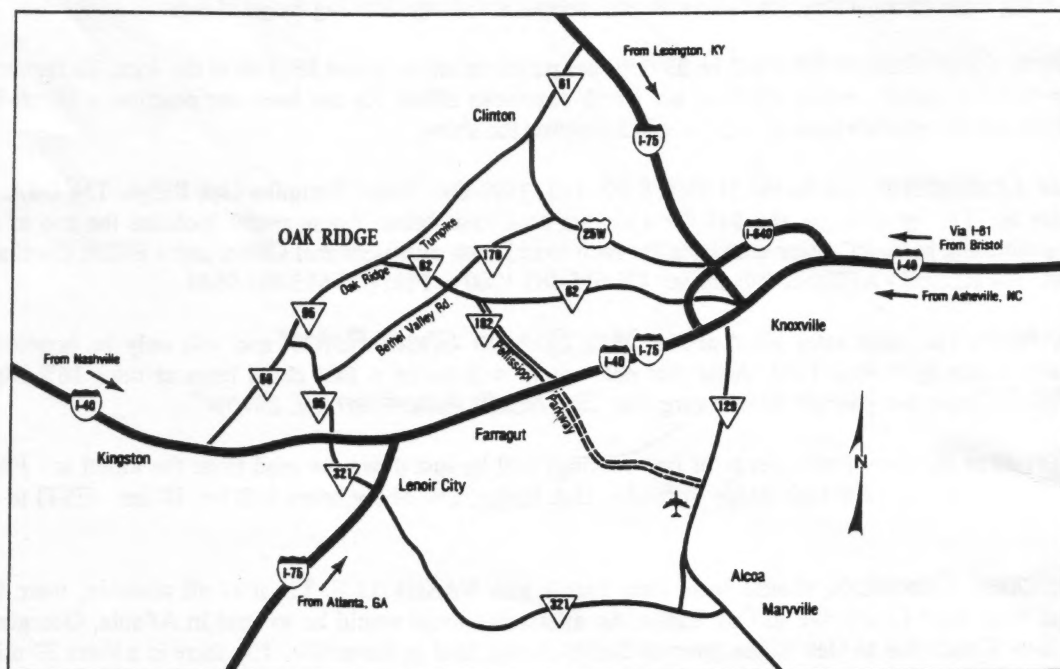 From Lexington, KY
61
Clinton
I-75
OAK RIDGE
Oak Ridge Turnpike
62
170
25W
I-640
Via I-81
From Bristol
I-40
From Asheville, NC
95
Bethel Valley Rd.
162
62
Pellissippi Parkway
Knoxville
I-40
I-75
From Nashville
I-40
58
95
129
Kingston
Farragut
N
321
Lenoir City
I-75
From Atlanta, GA
Alcoa
321
Maryville